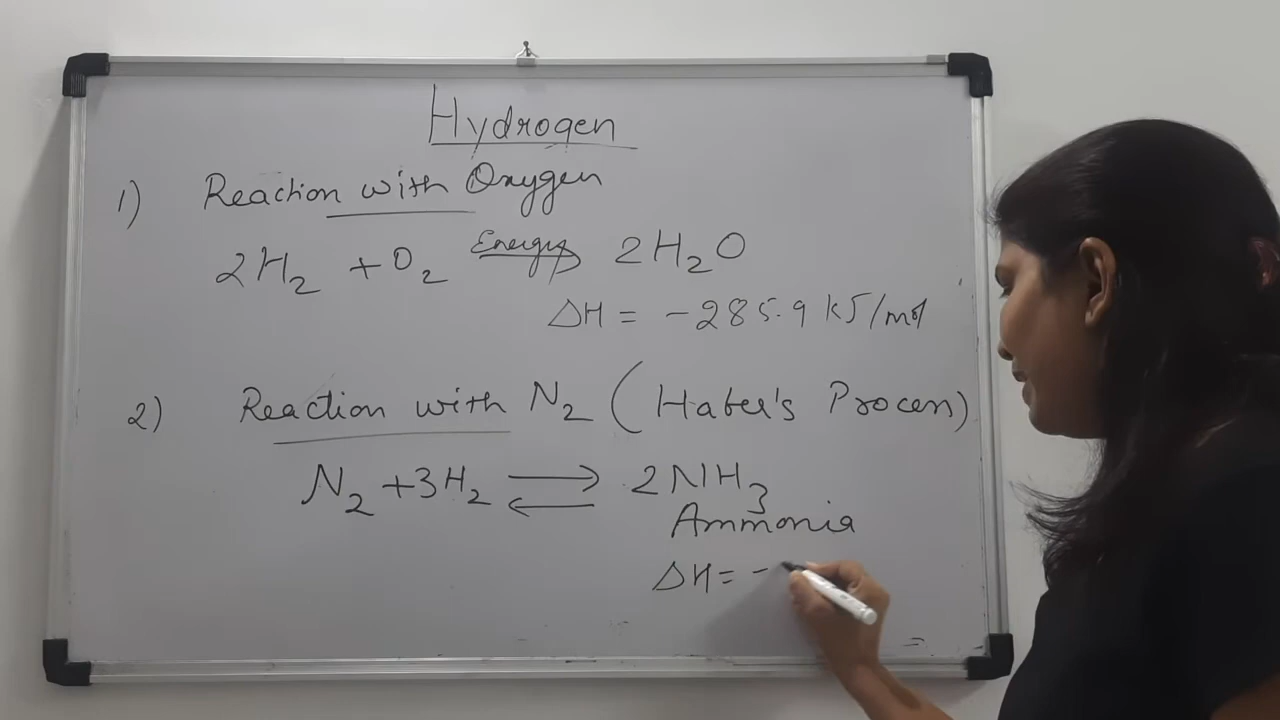 Hydrogen
1) Reaction with Oxygen
2H₂ + O₂ Energy 2H₂O
ΔH = -285.9 kJ/mol
2) Reaction with N₂ (Haber's Process)
N₂ + 3H₂ ⇌ 2NH₃
Ammonia
ΔH = -